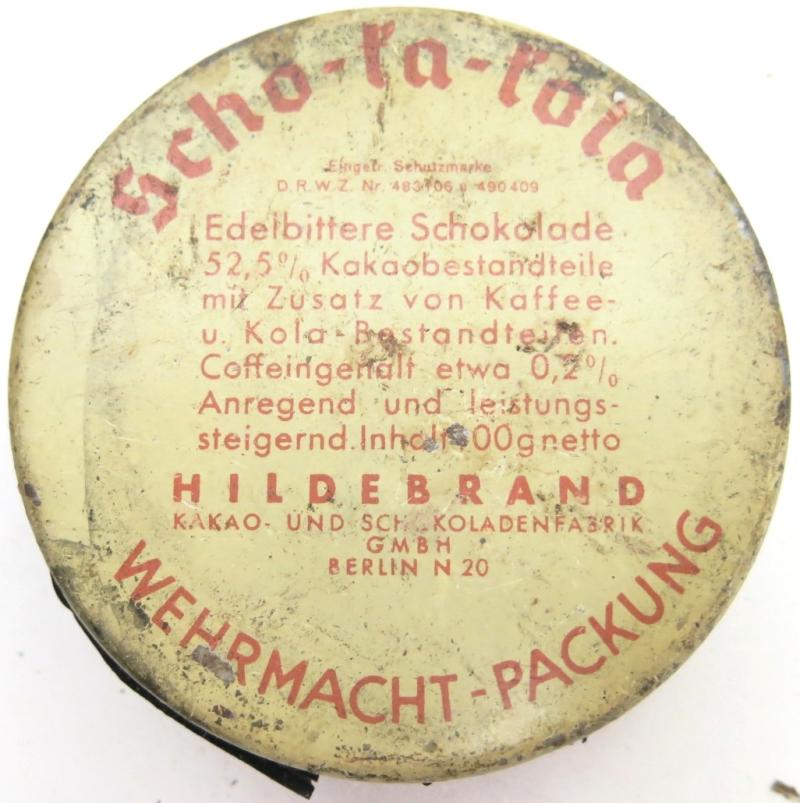 Scho-ka-kola
Eingetr. Schutzmarke
D.R.W.Z. Nr. 483106 u 490409
Edelbittere Schokolade
52,5% Kakaobestandteile
mit Zusatz von Kaffee-
u. Kola-Bestandteilen.
Coffeingehalt etwa 0,2%
Anregend und leistungs-
steigernd. Inhalt 100g netto
HILDEBRAND
KAKAO- UND SCHOKOLADENFABRIK
GMBH
BERLIN N 20
WEHRMACHT-PACKUNG